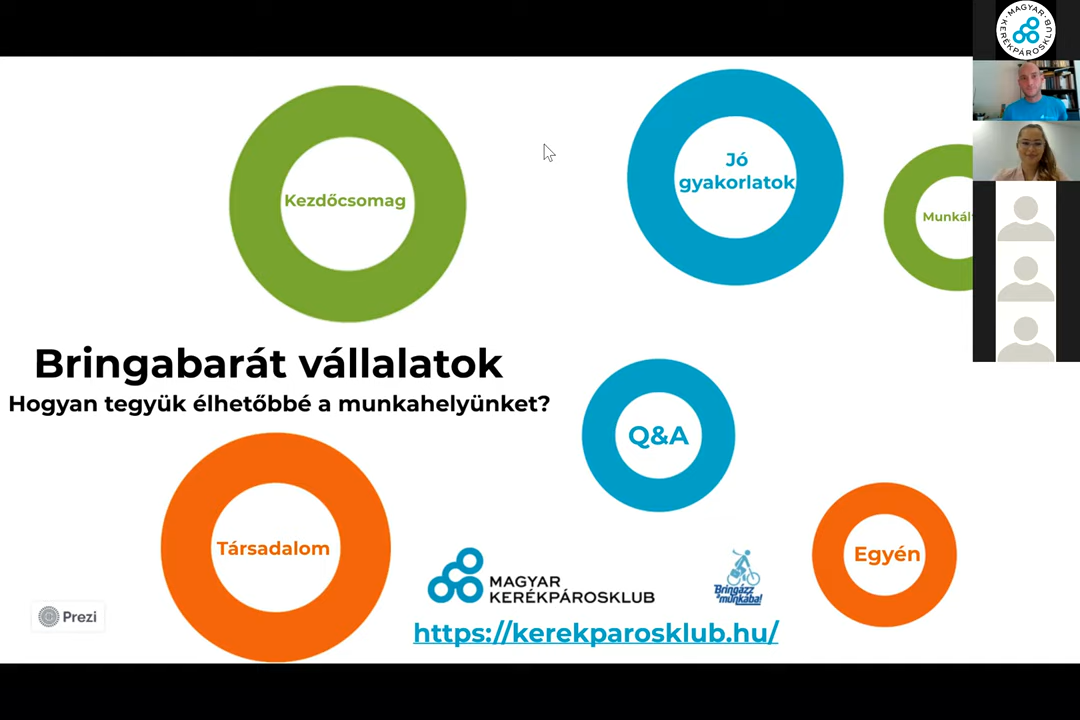 MAGYAR
KERÉKPÁROSKLUB
Kezdőcsomag
Jó
gyakorlatok
Munkál
Bringabarát vállalatok
Hogyan tegyük élhetőbbé a munkahelyünket?
Q&A
Társadalom
Egyén
MAGYAR
KERÉKPÁROSKLUB
Bringázz
a munkába!
https://kerekparosklub.hu/
Prezi